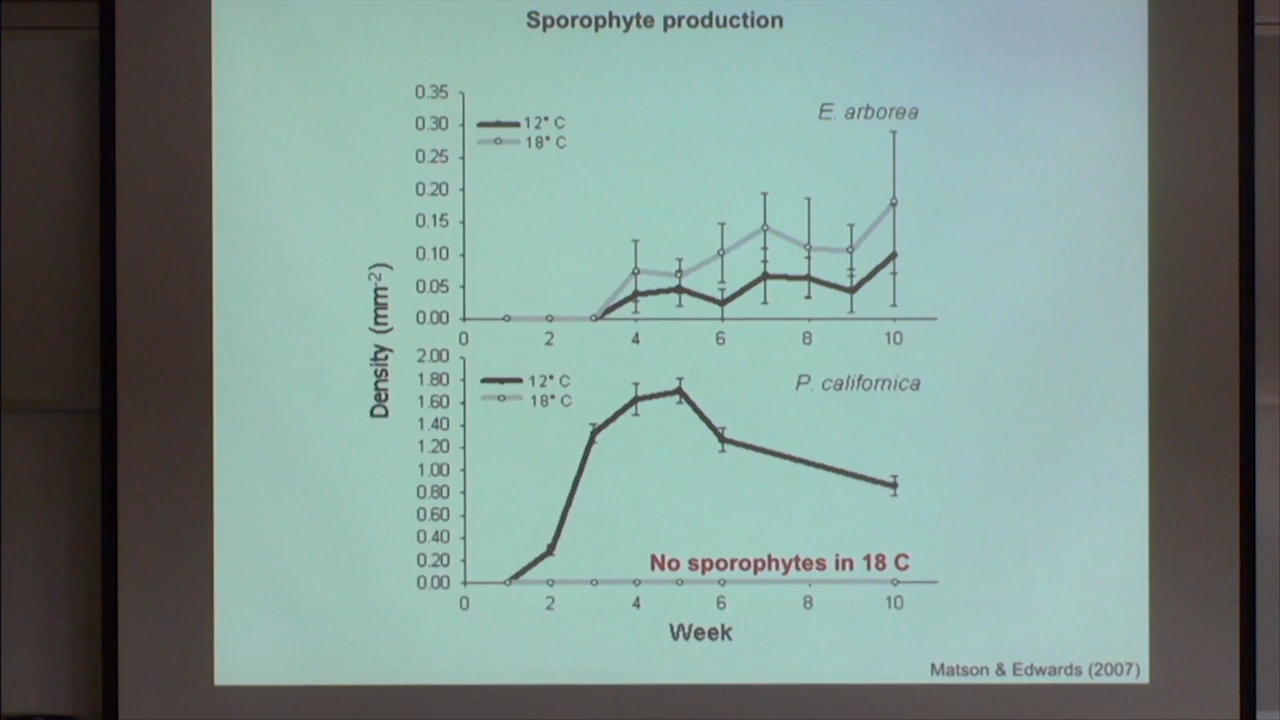 Sporophyte production
0.35
0.30
0.25
0.20
0.15
0.10
0.05
0.00
12° C
18° C
E. arborea
0 2 4 6 8 10
Density (mm-2)
2.00
1.80
1.60
1.40
1.20
1.00
0.80
0.60
0.40
0.20
0.00
12° C
18° C
P. californica
No sporophytes in 18 C
0 2 4 6 8 10
Week
Matson & Edwards (2007)